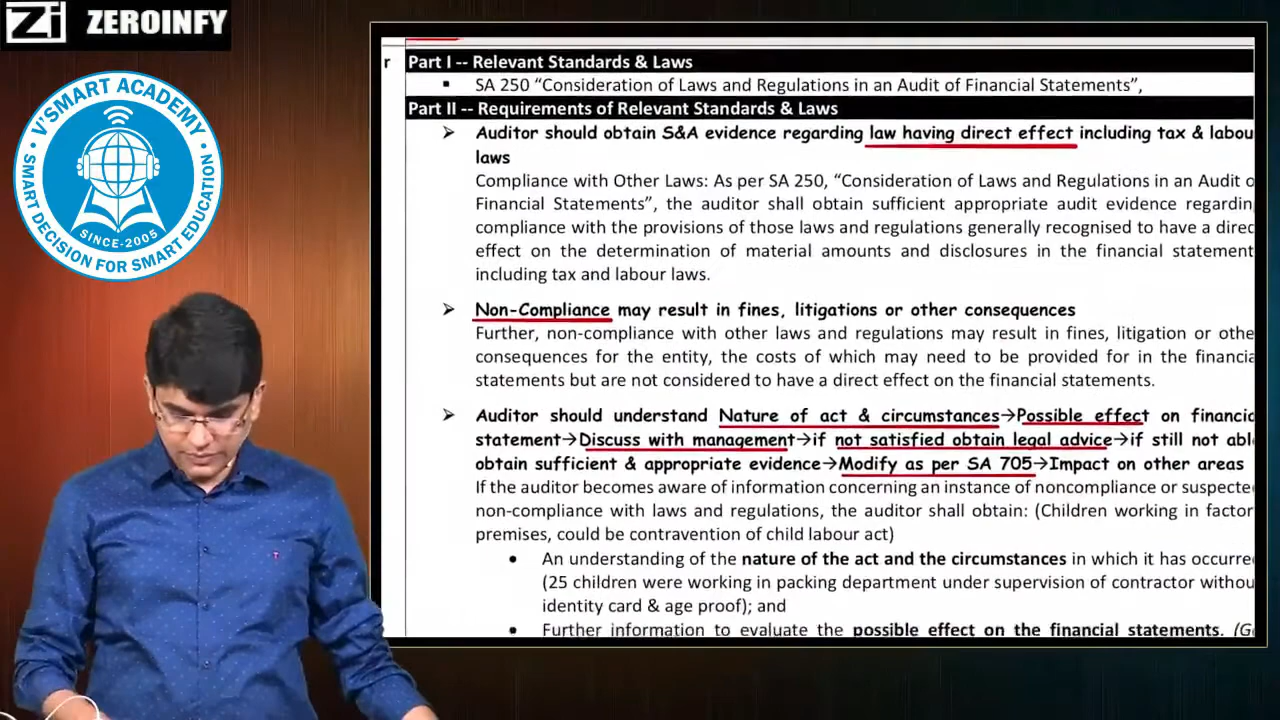 Zi ZEROINFY
V'SMART ACADEMY
SMART DECISION FOR SMART EDUCATION
SINCE-2005
r Part I -- Relevant Standards & Laws
▪ SA 250 “Consideration of Laws and Regulations in an Audit of Financial Statements”,
Part II -- Requirements of Relevant Standards & Laws
➢ Auditor should obtain S&A evidence regarding law having direct effect including tax & labou
laws
Compliance with Other Laws: As per SA 250, “Consideration of Laws and Regulations in an Audit o
Financial Statements”, the auditor shall obtain sufficient appropriate audit evidence regardin
compliance with the provisions of those laws and regulations generally recognised to have a direc
effect on the determination of material amounts and disclosures in the financial statement
including tax and labour laws.
➢ Non-Compliance may result in fines, litigations or other consequences
Further, non-compliance with other laws and regulations may result in fines, litigation or othe
consequences for the entity, the costs of which may need to be provided for in the financia
statements but are not considered to have a direct effect on the financial statements.
➢ Auditor should understand Nature of act & circumstances→Possible effect on financia
statement→Discuss with management→if not satisfied obtain legal advice→if still not abl
obtain sufficient & appropriate evidence→Modify as per SA 705→Impact on other areas
If the auditor becomes aware of information concerning an instance of noncompliance or suspecte
non-compliance with laws and regulations, the auditor shall obtain: (Children working in factor
premises, could be contravention of child labour act)
• An understanding of the nature of the act and the circumstances in which it has occurre
(25 children were working in packing department under supervision of contractor withou
identity card & age proof); and
• Further information to evaluate the possible effect on the financial statements. (G